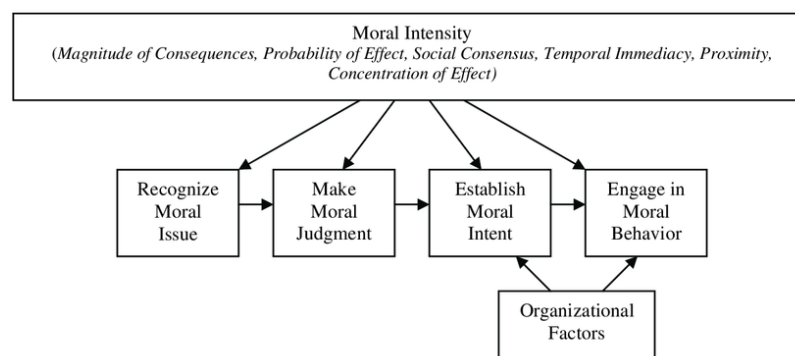 Moral Intensity
(Magnitude of Consequences, Probability of Effect, Social Consensus, Temporal Immediacy, Proximity,
Concentration of Effect)
Recognize
Moral
Issue
Make
Moral
Judgment
Establish
Moral
Intent
Engage in
Moral
Behavior
Organizational
Factors